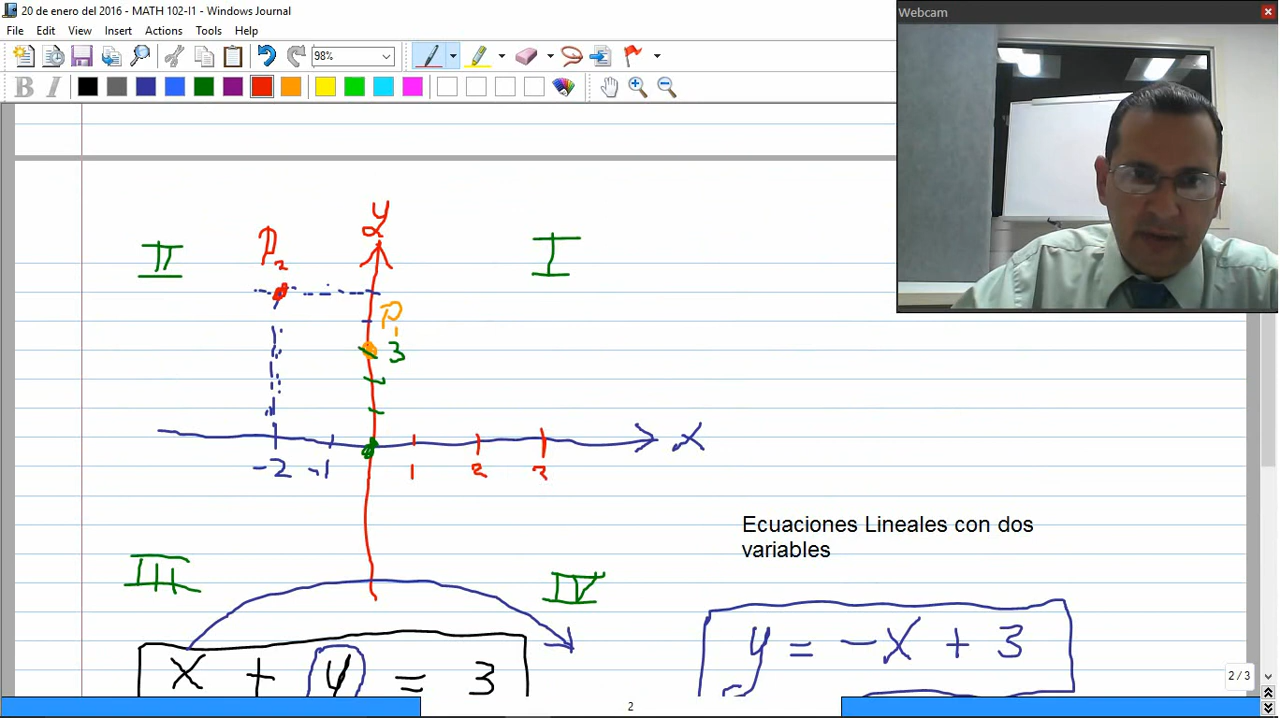 20 de enero del 2016 - MATH 102-I1 - Windows Journal
Webcam
File Edit View Insert Actions Tools Help
98%
B I
y
II P2 I
P1
3
x
-2 -1 1 2 3
Ecuaciones Lineales con dos
variables
III IV
y = -x + 3
x + y = 3
2 / 3
2